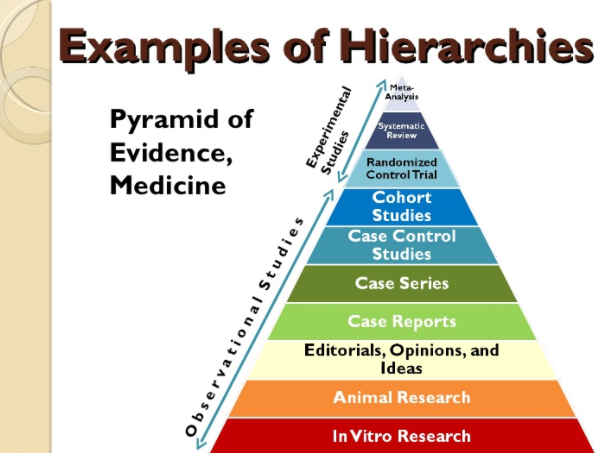 Examples of Hierarchies
Pyramid of
Evidence,
Medicine
Experimental
Studies
Observational Studies
Meta-
Analysis
Systematic
Review
Randomized
Control Trial
Cohort
Studies
Case Control
Studies
Case Series
Case Reports
Editorials, Opinions, and
Ideas
Animal Research
In Vitro Research